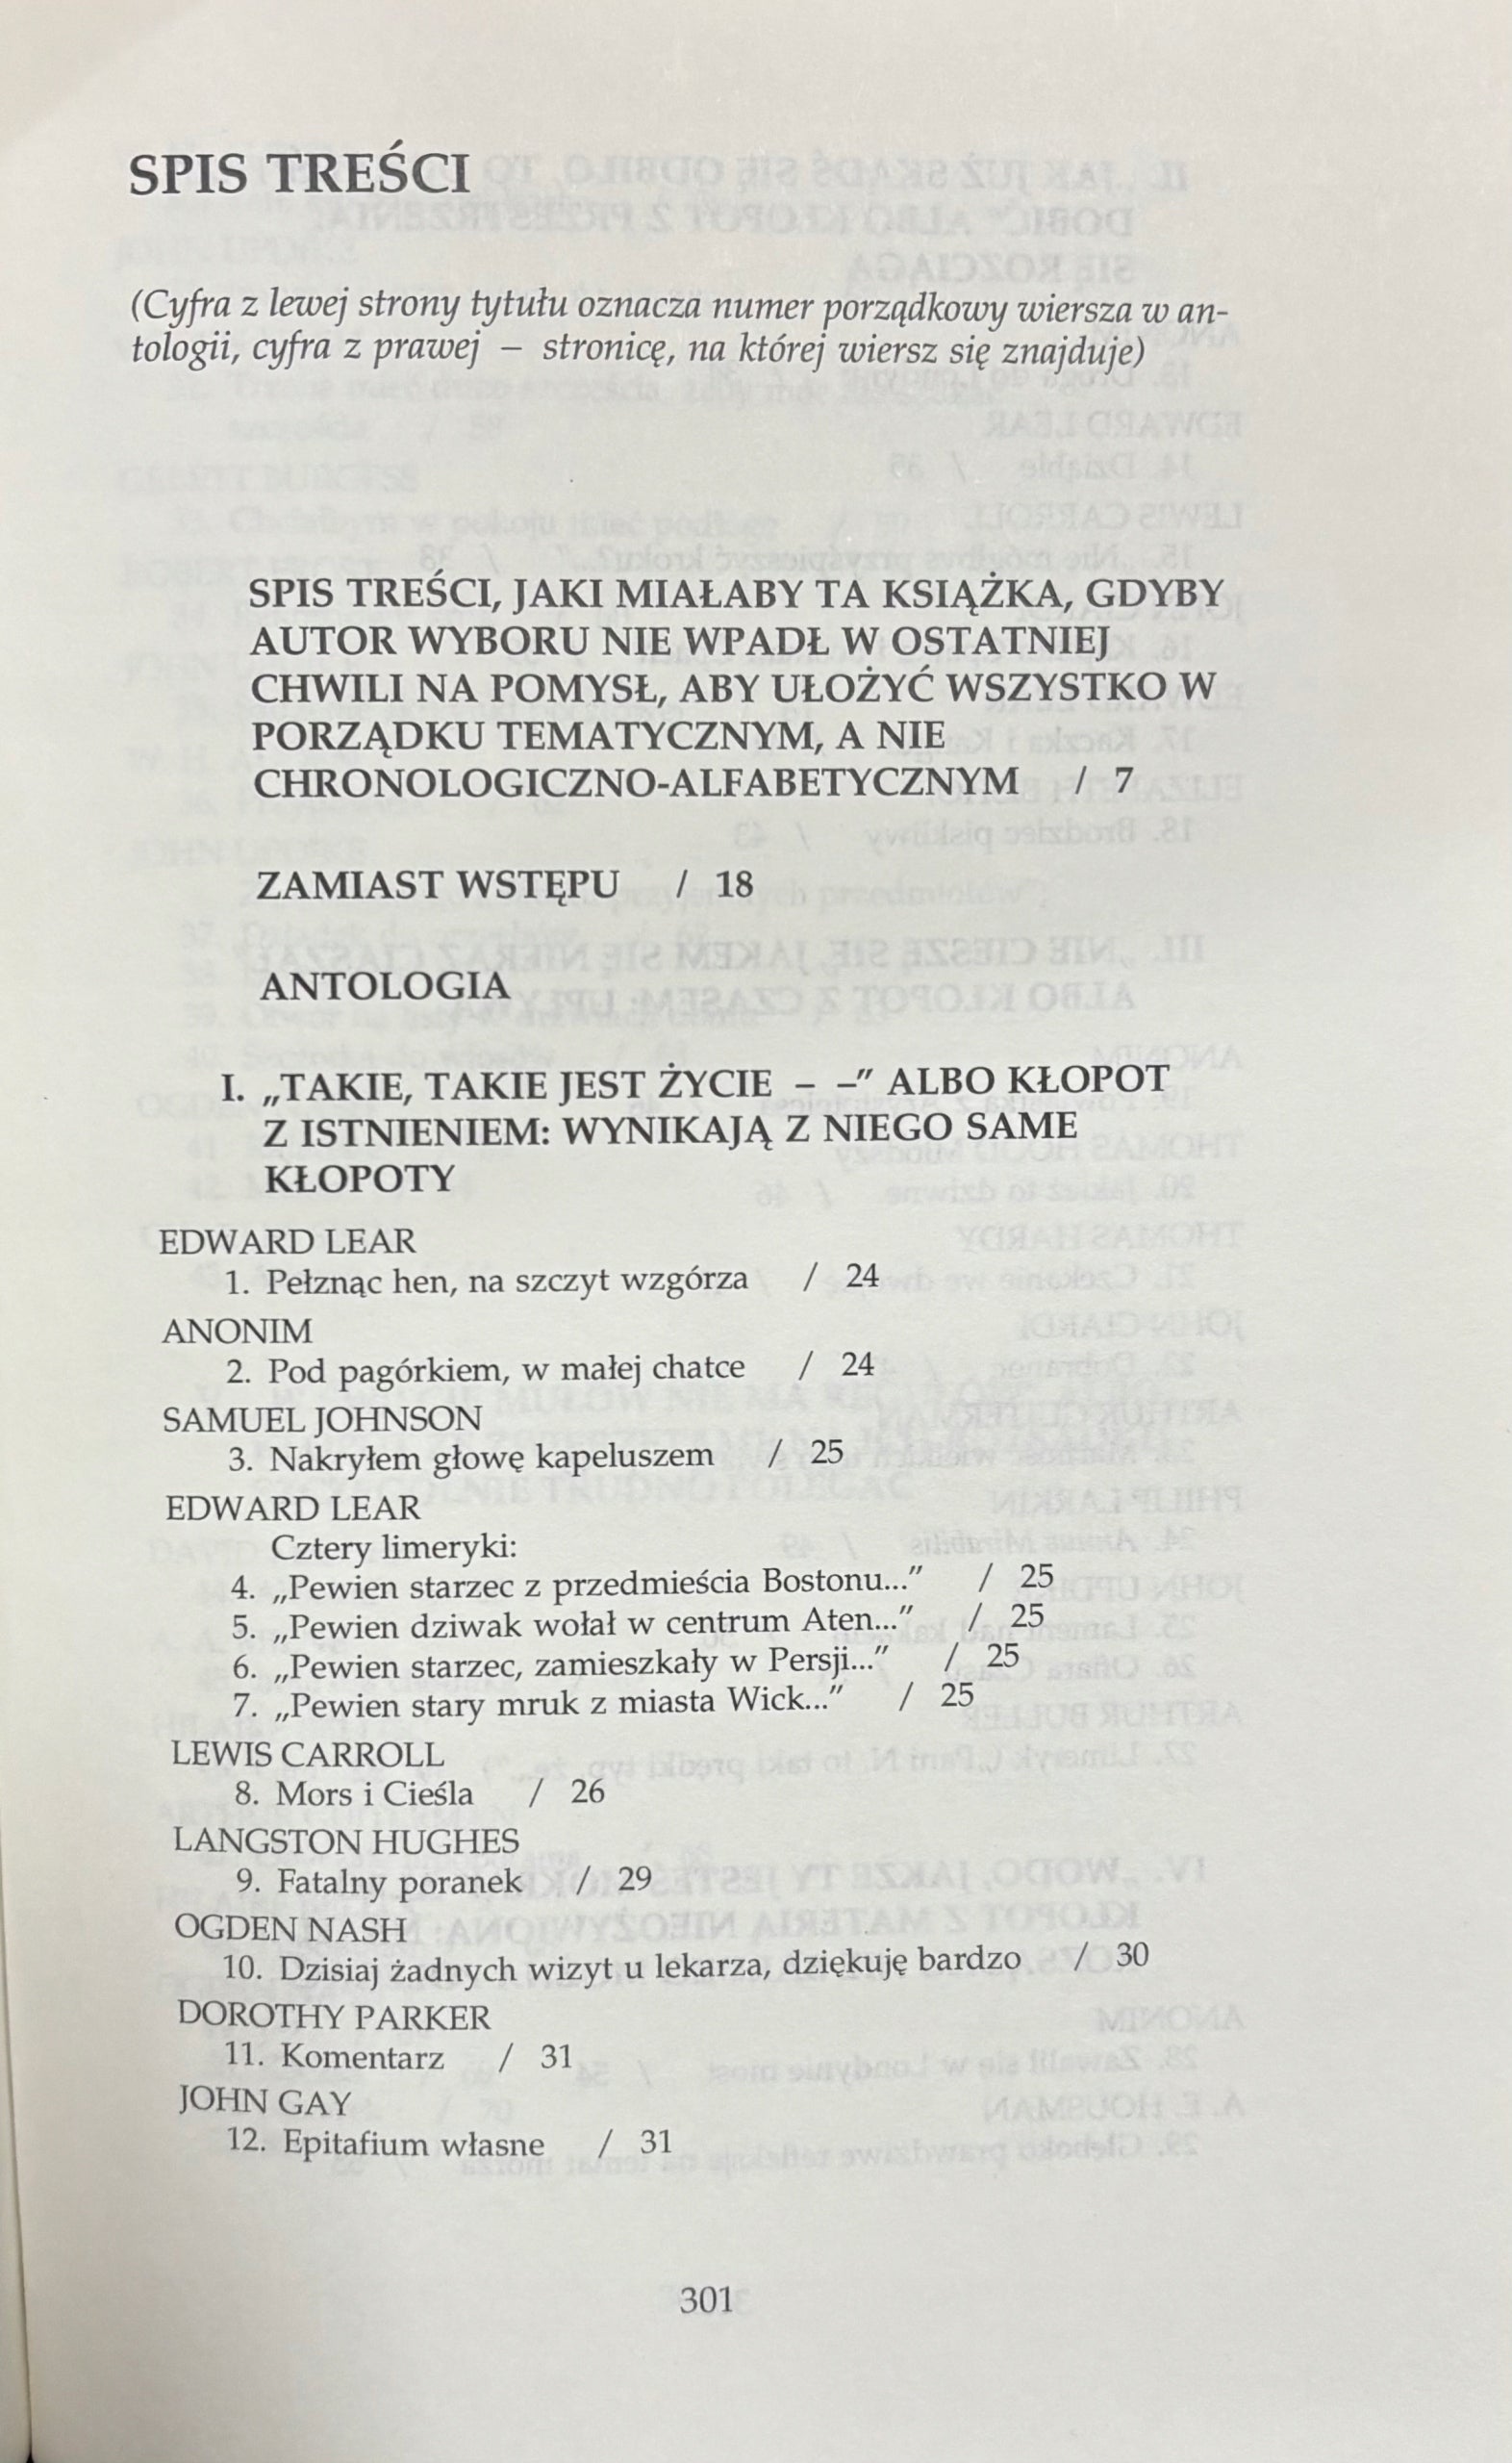 SPIS TREŚCI
(Cyfra z lewej strony tytułu oznacza numer porządkowy wiersza w an-
tologii, cyfra z prawej – stronicę, na której wiersz się znajduje)
SPIS TREŚCI, JAKI MIAŁABY TA KSIĄŻKA, GDYBY
AUTOR WYBORU NIE WPADŁ W OSTATNIEJ
CHWILI NA POMYSŁ, ABY UŁOŻYĆ WSZYSTKO W
PORZĄDKU TEMATYCZNYM, A NIE
CHRONOLOGICZNO-ALFABETYCZNYM / 7
ZAMIAST WSTĘPU / 18
ANTOLOGIA
I. „TAKIE, TAKIE JEST ŻYCIE – –" ALBO KŁOPOT
Z ISTNIENIEM: WYNIKAJĄ Z NIEGO SAME
KŁOPOTY
EDWARD LEAR
1. Pełznąc hen, na szczyt wzgórza / 24
ANONIM
2. Pod pagórkiem, w małej chatce / 24
SAMUEL JOHNSON
3. Nakryłem głowę kapeluszem / 25
EDWARD LEAR
Cztery limeryki:
4. „Pewien starzec z przedmieścia Bostonu..." / 25
5. „Pewien dziwak wołał w centrum Aten..." / 25
6. „Pewien starzec, zamieszkały w Persji..." / 25
7. „Pewien stary mruk z miasta Wick..." / 25
LEWIS CARROLL
8. Mors i Cieśla / 26
LANGSTON HUGHES
9. Fatalny poranek / 29
OGDEN NASH
10. Dzisiaj żadnych wizyt u lekarza, dziękuję bardzo / 30
DOROTHY PARKER
11. Komentarz / 31
JOHN GAY
12. Epitafium własne / 31
301